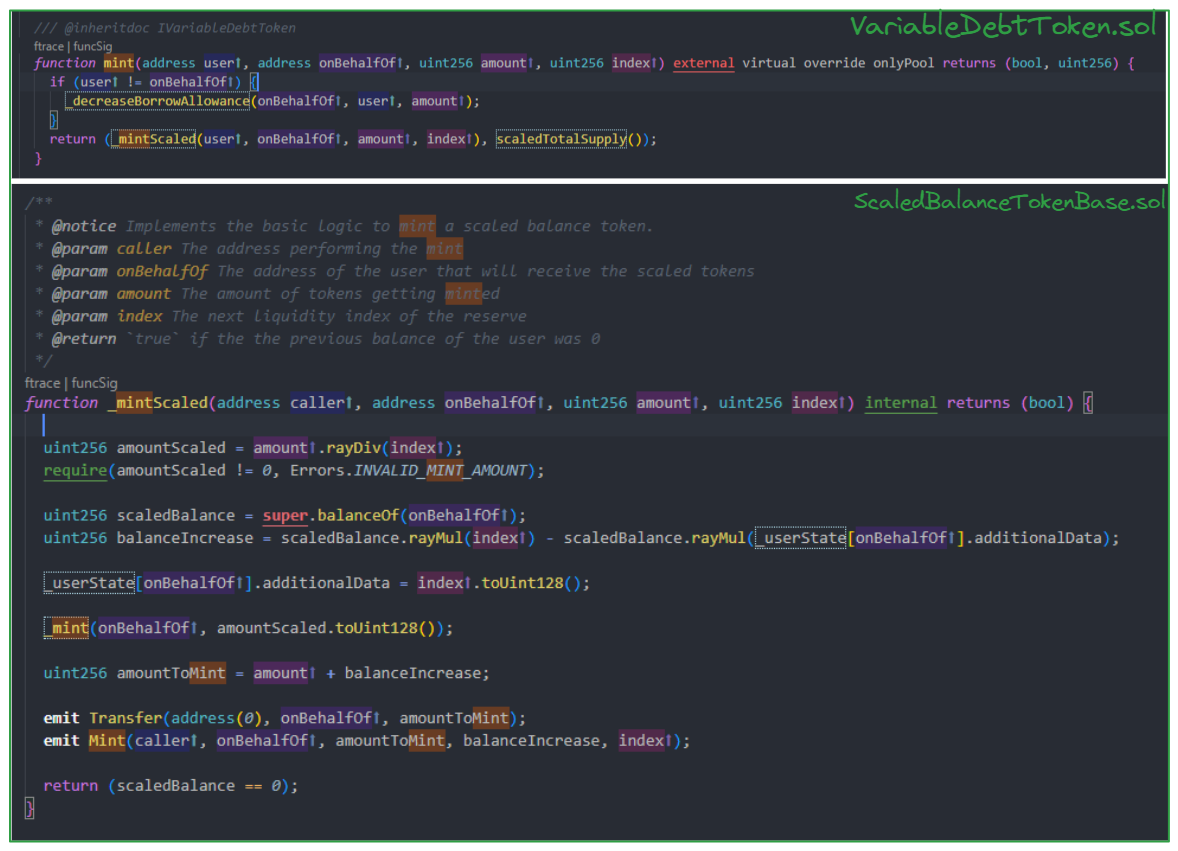 /// @inheritdoc IVariableDebtToken
VariableDebtToken.sol
ftrace | funcSig
function mint(address user↑, address onBehalfOf↑, uint256 amount↑, uint256 index↑) external virtual override onlyPool returns (bool, uint256) {
if (user↑ != onBehalfOf↑) {
_decreaseBorrowAllowance(onBehalfOf↑, user↑, amount↑);
}
return (_mintScaled(user↑, onBehalfOf↑, amount↑, index↑), scaledTotalSupply());
}
ScaledBalanceTokenBase.sol
/**
* @notice Implements the basic logic to mint a scaled balance token.
* @param caller The address performing the mint
* @param onBehalfOf The address of the user that will receive the scaled tokens
* @param amount The amount of tokens getting minted
* @param index The next liquidity index of the reserve
* @return `true` if the the previous balance of the user was 0
*/
ftrace | funcSig
function _mintScaled(address caller↑, address onBehalfOf↑, uint256 amount↑, uint256 index↑) internal returns (bool) {
uint256 amountScaled = amount↑.rayDiv(index↑);
require(amountScaled != 0, Errors.INVALID_MINT_AMOUNT);
uint256 scaledBalance = super.balanceOf(onBehalfOf↑);
uint256 balanceIncrease = scaledBalance.rayMul(index↑) - scaledBalance.rayMul(_userState[onBehalfOf↑].additionalData);
_userState[onBehalfOf↑].additionalData = index↑.toUint128();
_mint(onBehalfOf↑, amountScaled.toUint128());
uint256 amountToMint = amount↑ + balanceIncrease;
emit Transfer(address(0), onBehalfOf↑, amountToMint);
emit Mint(caller↑, onBehalfOf↑, amountToMint, balanceIncrease, index↑);
return (scaledBalance == 0);
}